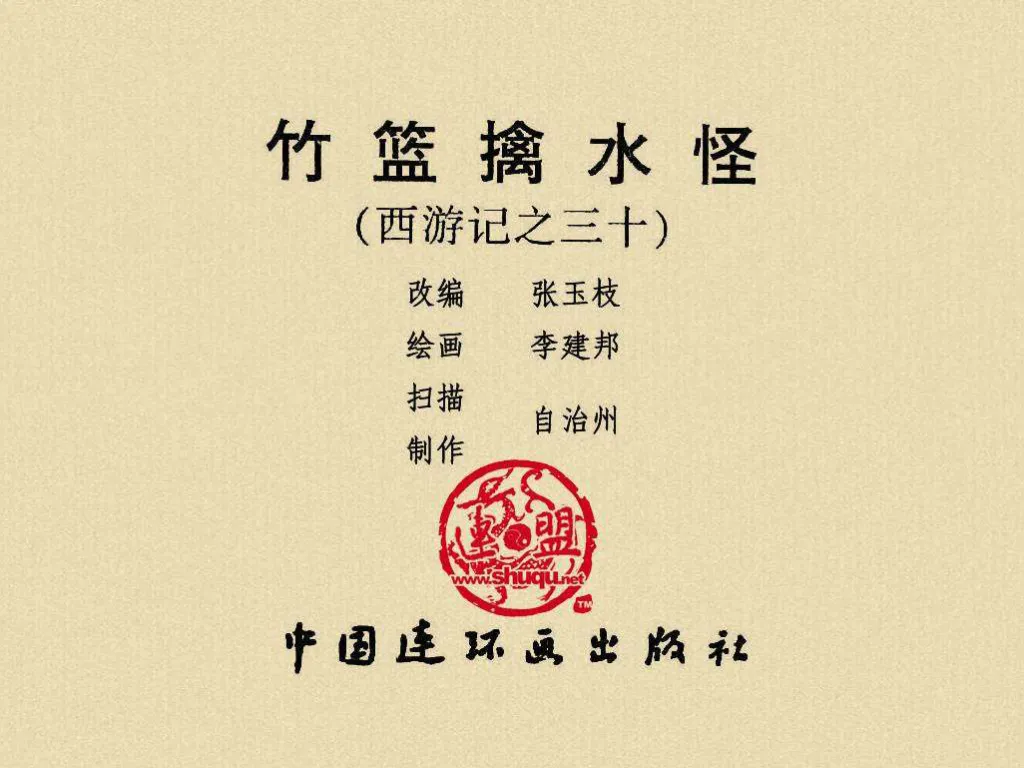 竹篮擒水怪
(西游记之三十)
改编 张玉枝
绘画 李建邦
扫描
制作 自治州
連盟
www.shuqu.net
TM
中国连环画出版社